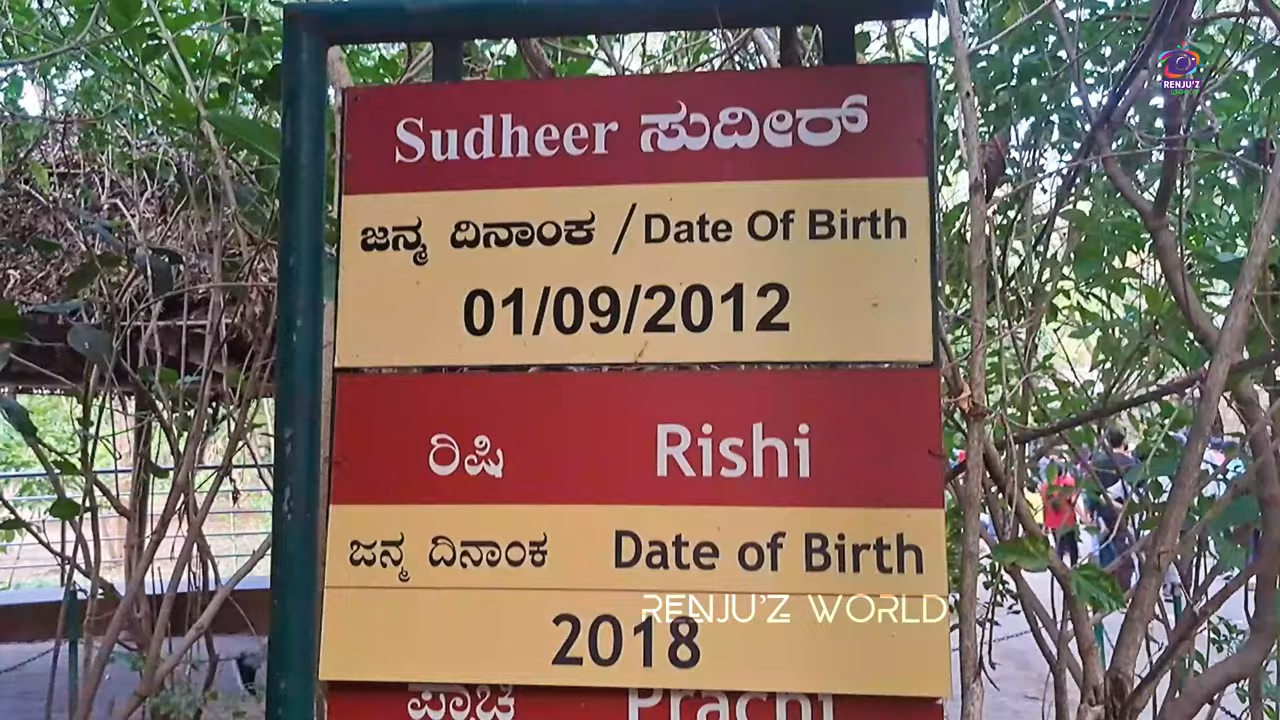 RENJU'Z
Sudheer ಸುದೀರ್
ಜನ್ಮ ದಿನಾಂಕ / Date Of Birth
01/09/2012
ರಿಷಿ Rishi
ಜನ್ಮ ದಿನಾಂಕ Date of Birth
RENJU'Z WORLD
2018
ಪ್ರಾಚಿ Prachi